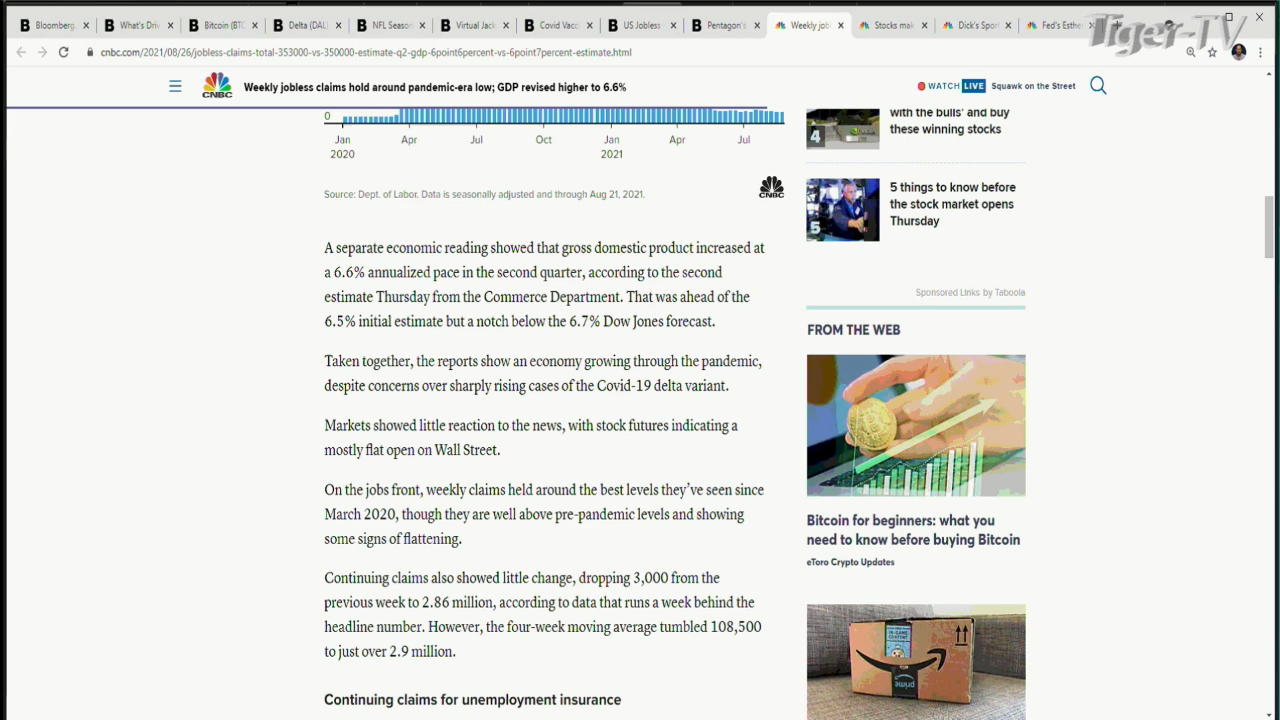 Bloomberg
What's Driv
Bitcoin (BTC
Delta (DAL
NFL Season
Virtual Jack
Covid Vacc
US Jobless
Pentagon's
Weekly job
Stocks mak
Dick's Spor
Fed's Esthe
Tiger-TV
cnbc.com/2021/08/26/jobless-claims-total-353000-vs-350000-estimate-q2-gdp-6point6percent-vs-6point7percent-estimate.html
CNBC
Weekly jobless claims hold around pandemic-era low; GDP revised higher to 6.6%
WATCH LIVE Squawk on the Street
0
Jan Apr Jul Oct Jan Apr Jul
2020 2021
Source: Dept. of Labor. Data is seasonally adjusted and through Aug 21, 2021.
CNBC
A separate economic reading showed that gross domestic product increased at
a 6.6% annualized pace in the second quarter, according to the second
estimate Thursday from the Commerce Department. That was ahead of the
6.5% initial estimate but a notch below the 6.7% Dow Jones forecast.
Taken together, the reports show an economy growing through the pandemic,
despite concerns over sharply rising cases of the Covid-19 delta variant.
Markets showed little reaction to the news, with stock futures indicating a
mostly flat open on Wall Street.
On the jobs front, weekly claims held around the best levels they've seen since
March 2020, though they are well above pre-pandemic levels and showing
some signs of flattening.
Continuing claims also showed little change, dropping 3,000 from the
previous week to 2.86 million, according to data that runs a week behind the
headline number. However, the four-week moving average tumbled 108,500
to just over 2.9 million.
Continuing claims for unemployment insurance
4
with the bulls' and buy
these winning stocks
5
5 things to know before
the stock market opens
Thursday
Sponsored Links by Taboola
FROM THE WEB
Bitcoin for beginners: what you
need to know before buying Bitcoin
eToro Crypto Updates
prime